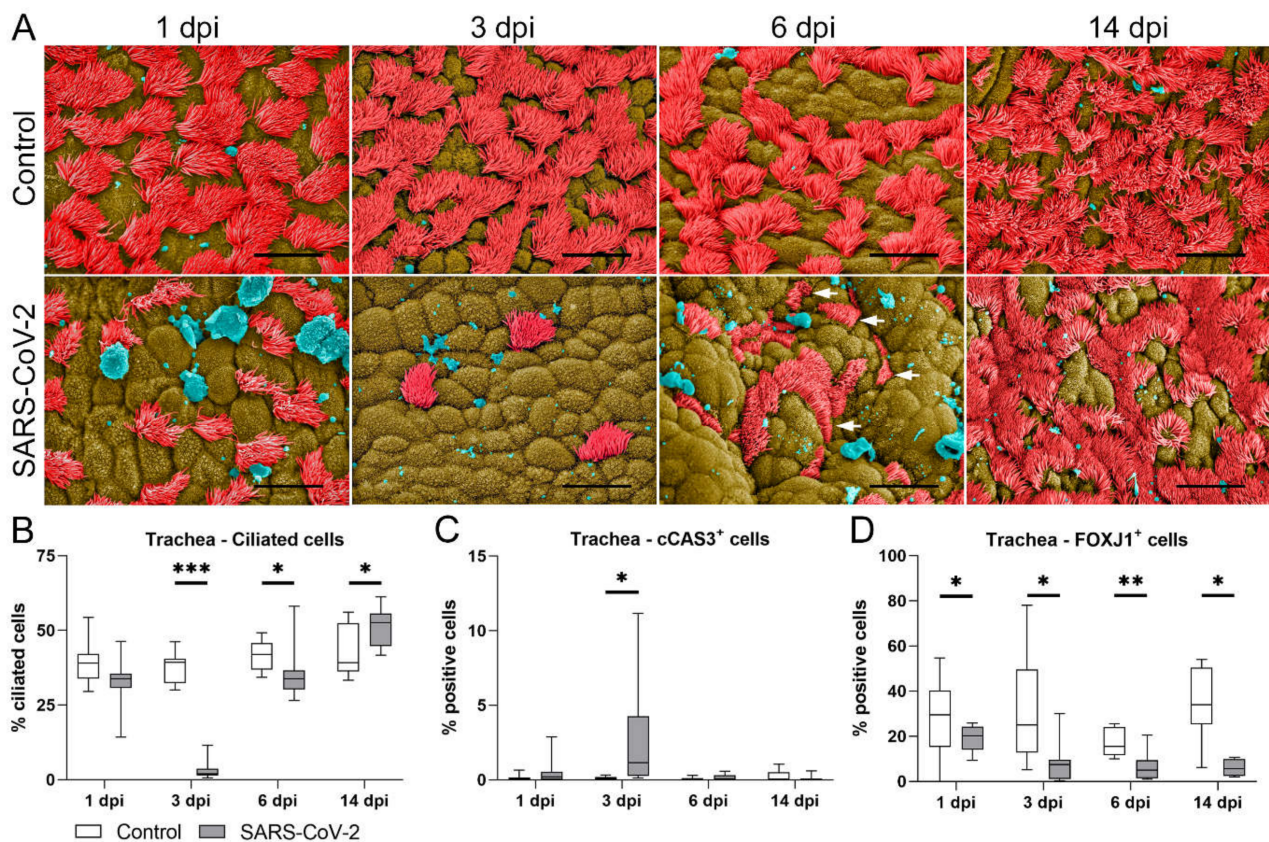 A
1 dpi 3 dpi 6 dpi 14 dpi
Control
SARS-CoV-2
B
Trachea - Ciliated cells
% ciliated cells
75
50
25
0
*** * *
1 dpi 3 dpi 6 dpi 14 dpi
Control SARS-CoV-2
C
Trachea - cCAS3⁺ cells
% positive cells
15
10
5
0
*
1 dpi 3 dpi 6 dpi 14 dpi
D
Trachea - FOXJ1⁺ cells
% positive cells
100
80
60
40
20
0
* * ** *
1 dpi 3 dpi 6 dpi 14 dpi